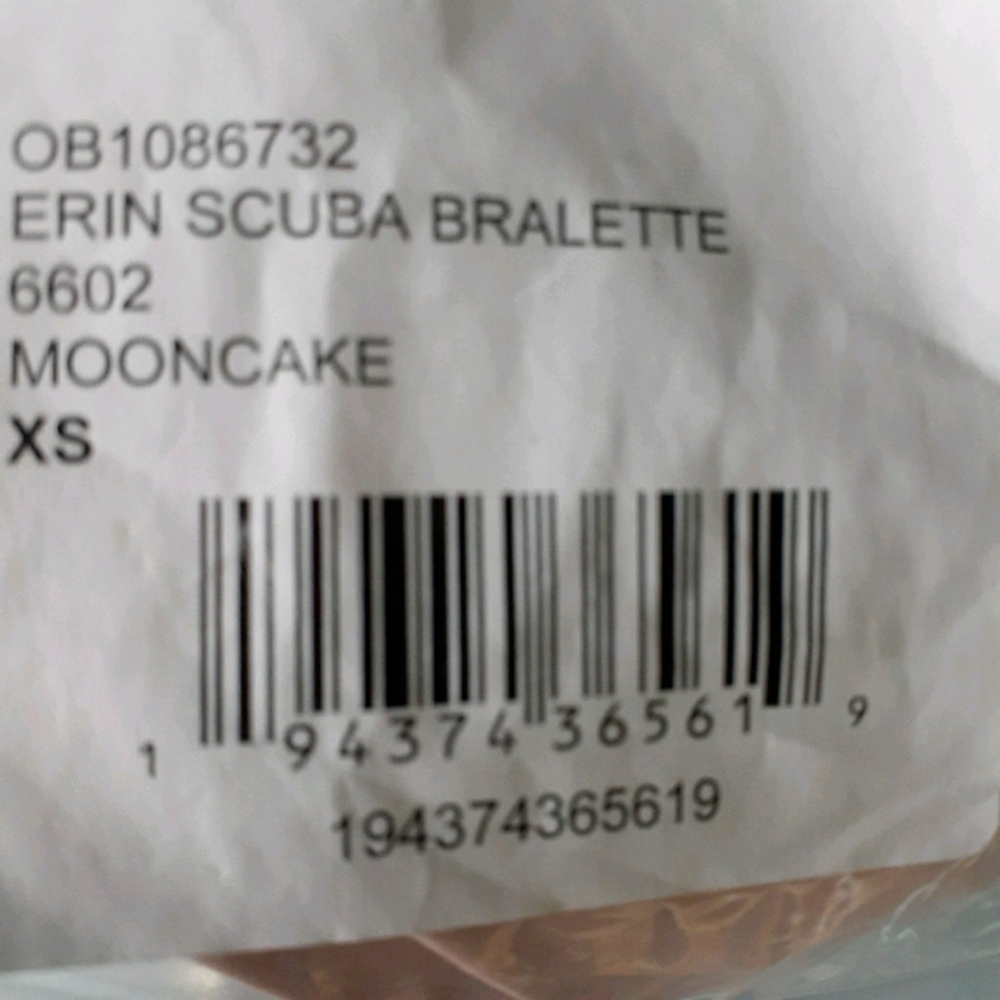 OB1086732
ERIN SCUBA BRALETTE
6602
MOONCAKE
XS
1 94374 36561 9
194374365619